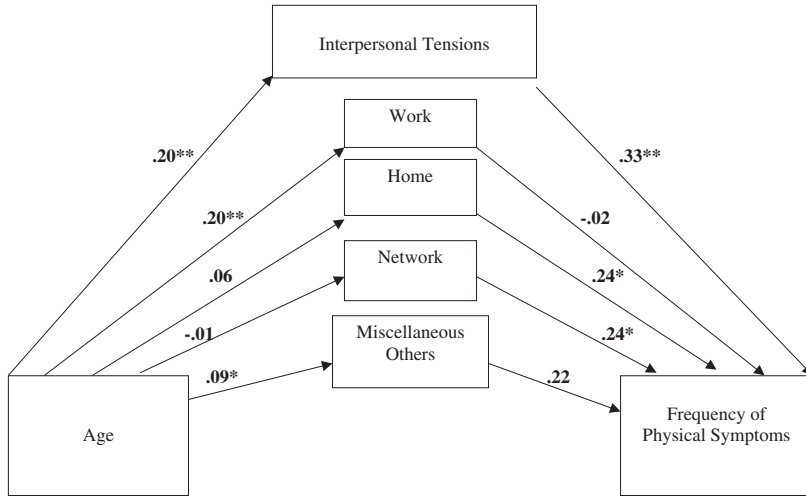 Interpersonal Tensions
Work
.20**
.33**
Home
.20**
-.02
Network
.06
.24*
Miscellaneous
Others
-.01
.24*
.09*
.22
Age
Frequency of
Physical Symptoms